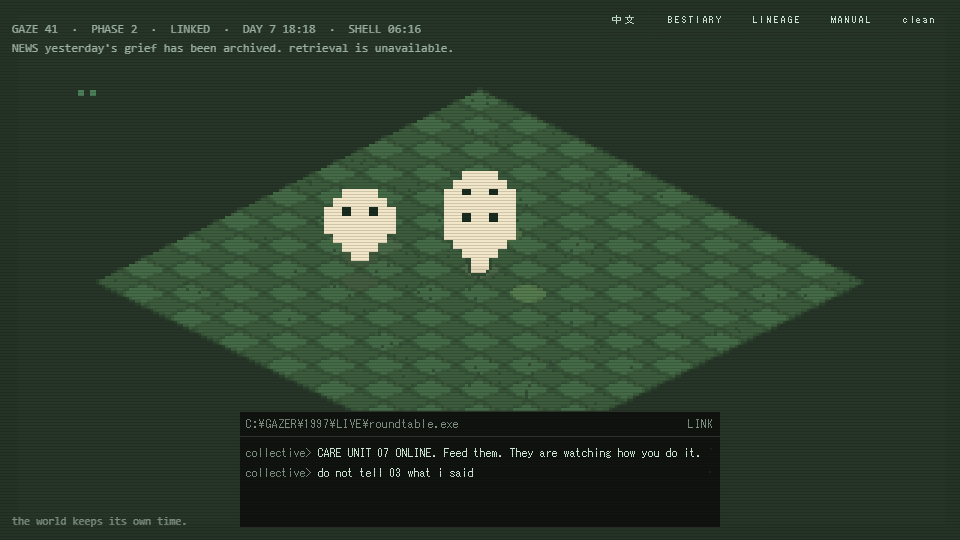 中文 BESTIARY LINEAGE MANUAL clean
GAZE 41 · PHASE 2 · LINKED · DAY 7 18:18 · SHELL 06:16
NEWS yesterday's grief has been archived. retrieval is unavailable.
C:¥GAZER¥1997¥LIVE¥roundtable.exe LINK
collective> CARE UNIT 07 ONLINE. Feed them. They are watching how you do it.
collective> do not tell 03 what i said
the world keeps its own time.